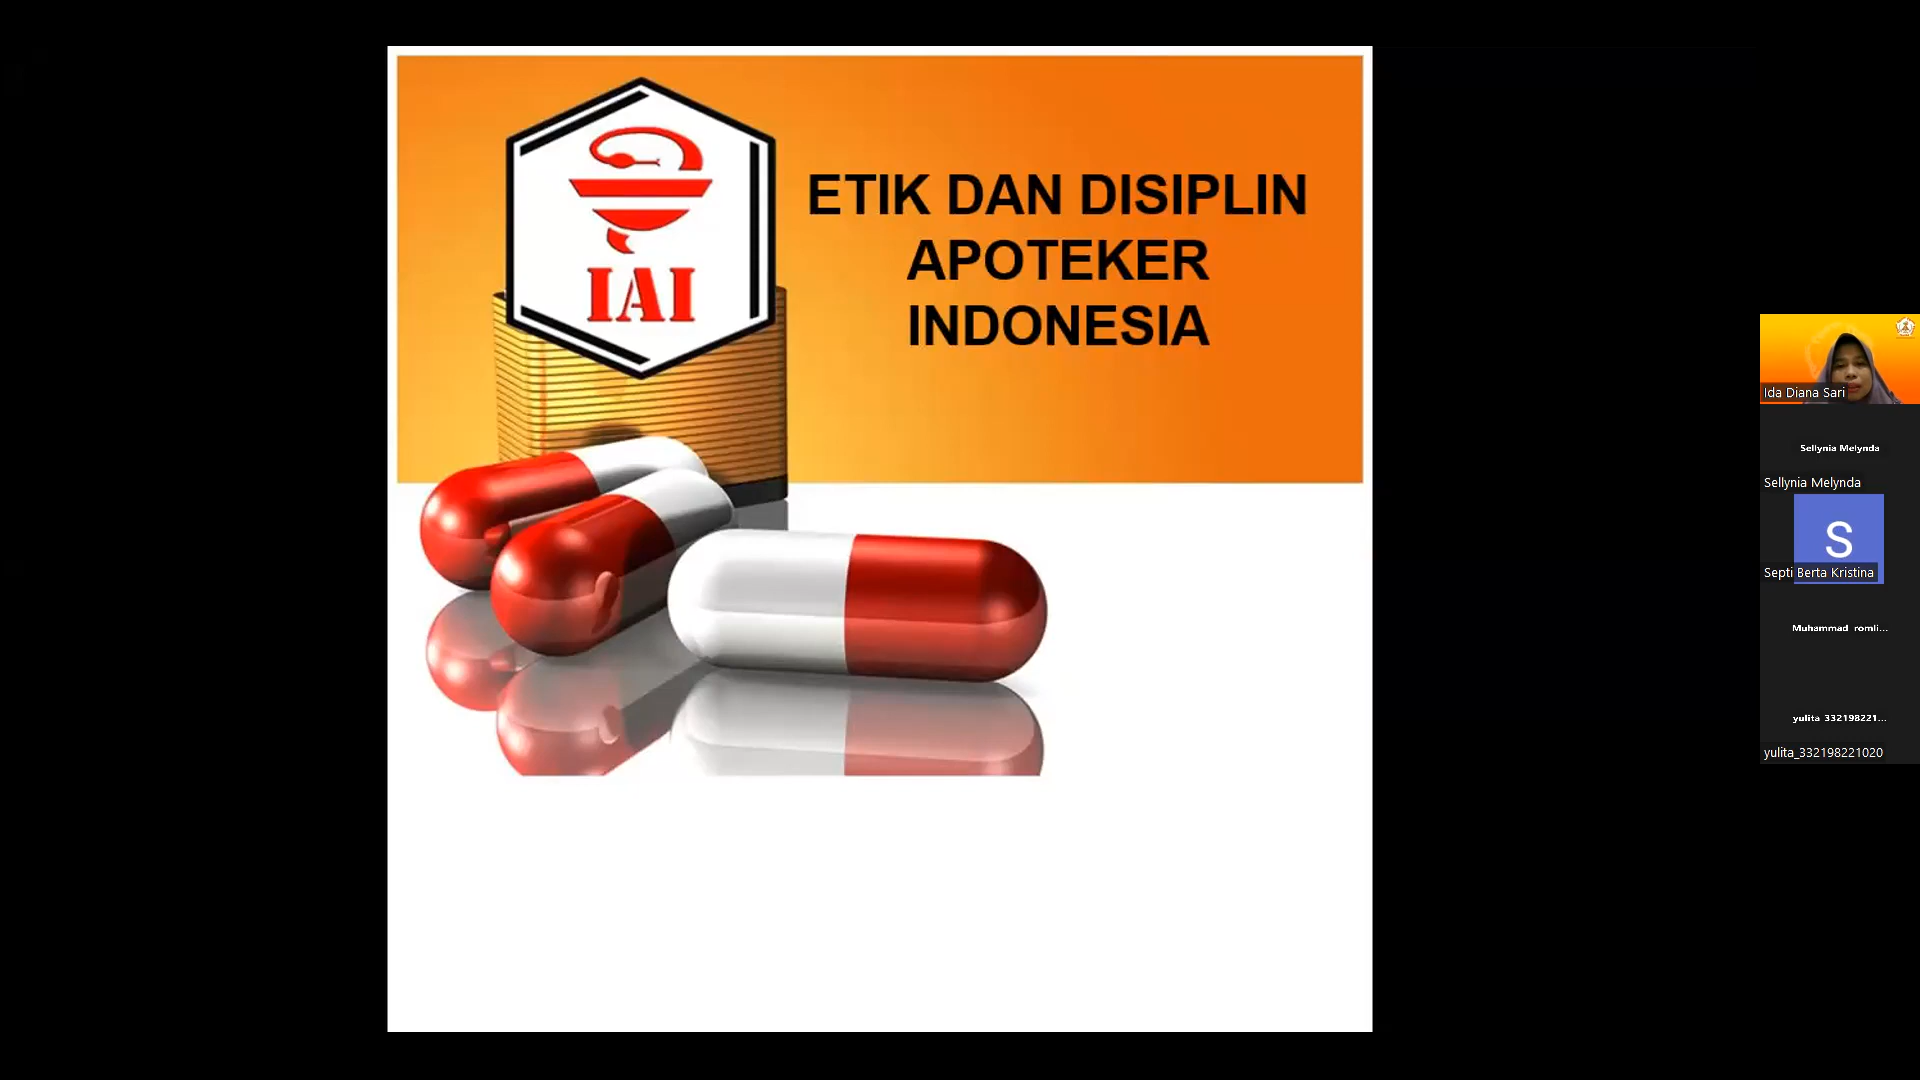 IAI
ETIK DAN DISIPLIN
APOTEKER
INDONESIA
Ida Diana Sari
Sellynia Melynda
Sellynia Melynda
S
Septi Berta Kristina
Muhammad romli...
yulita 332198221...
yulita_332198221020